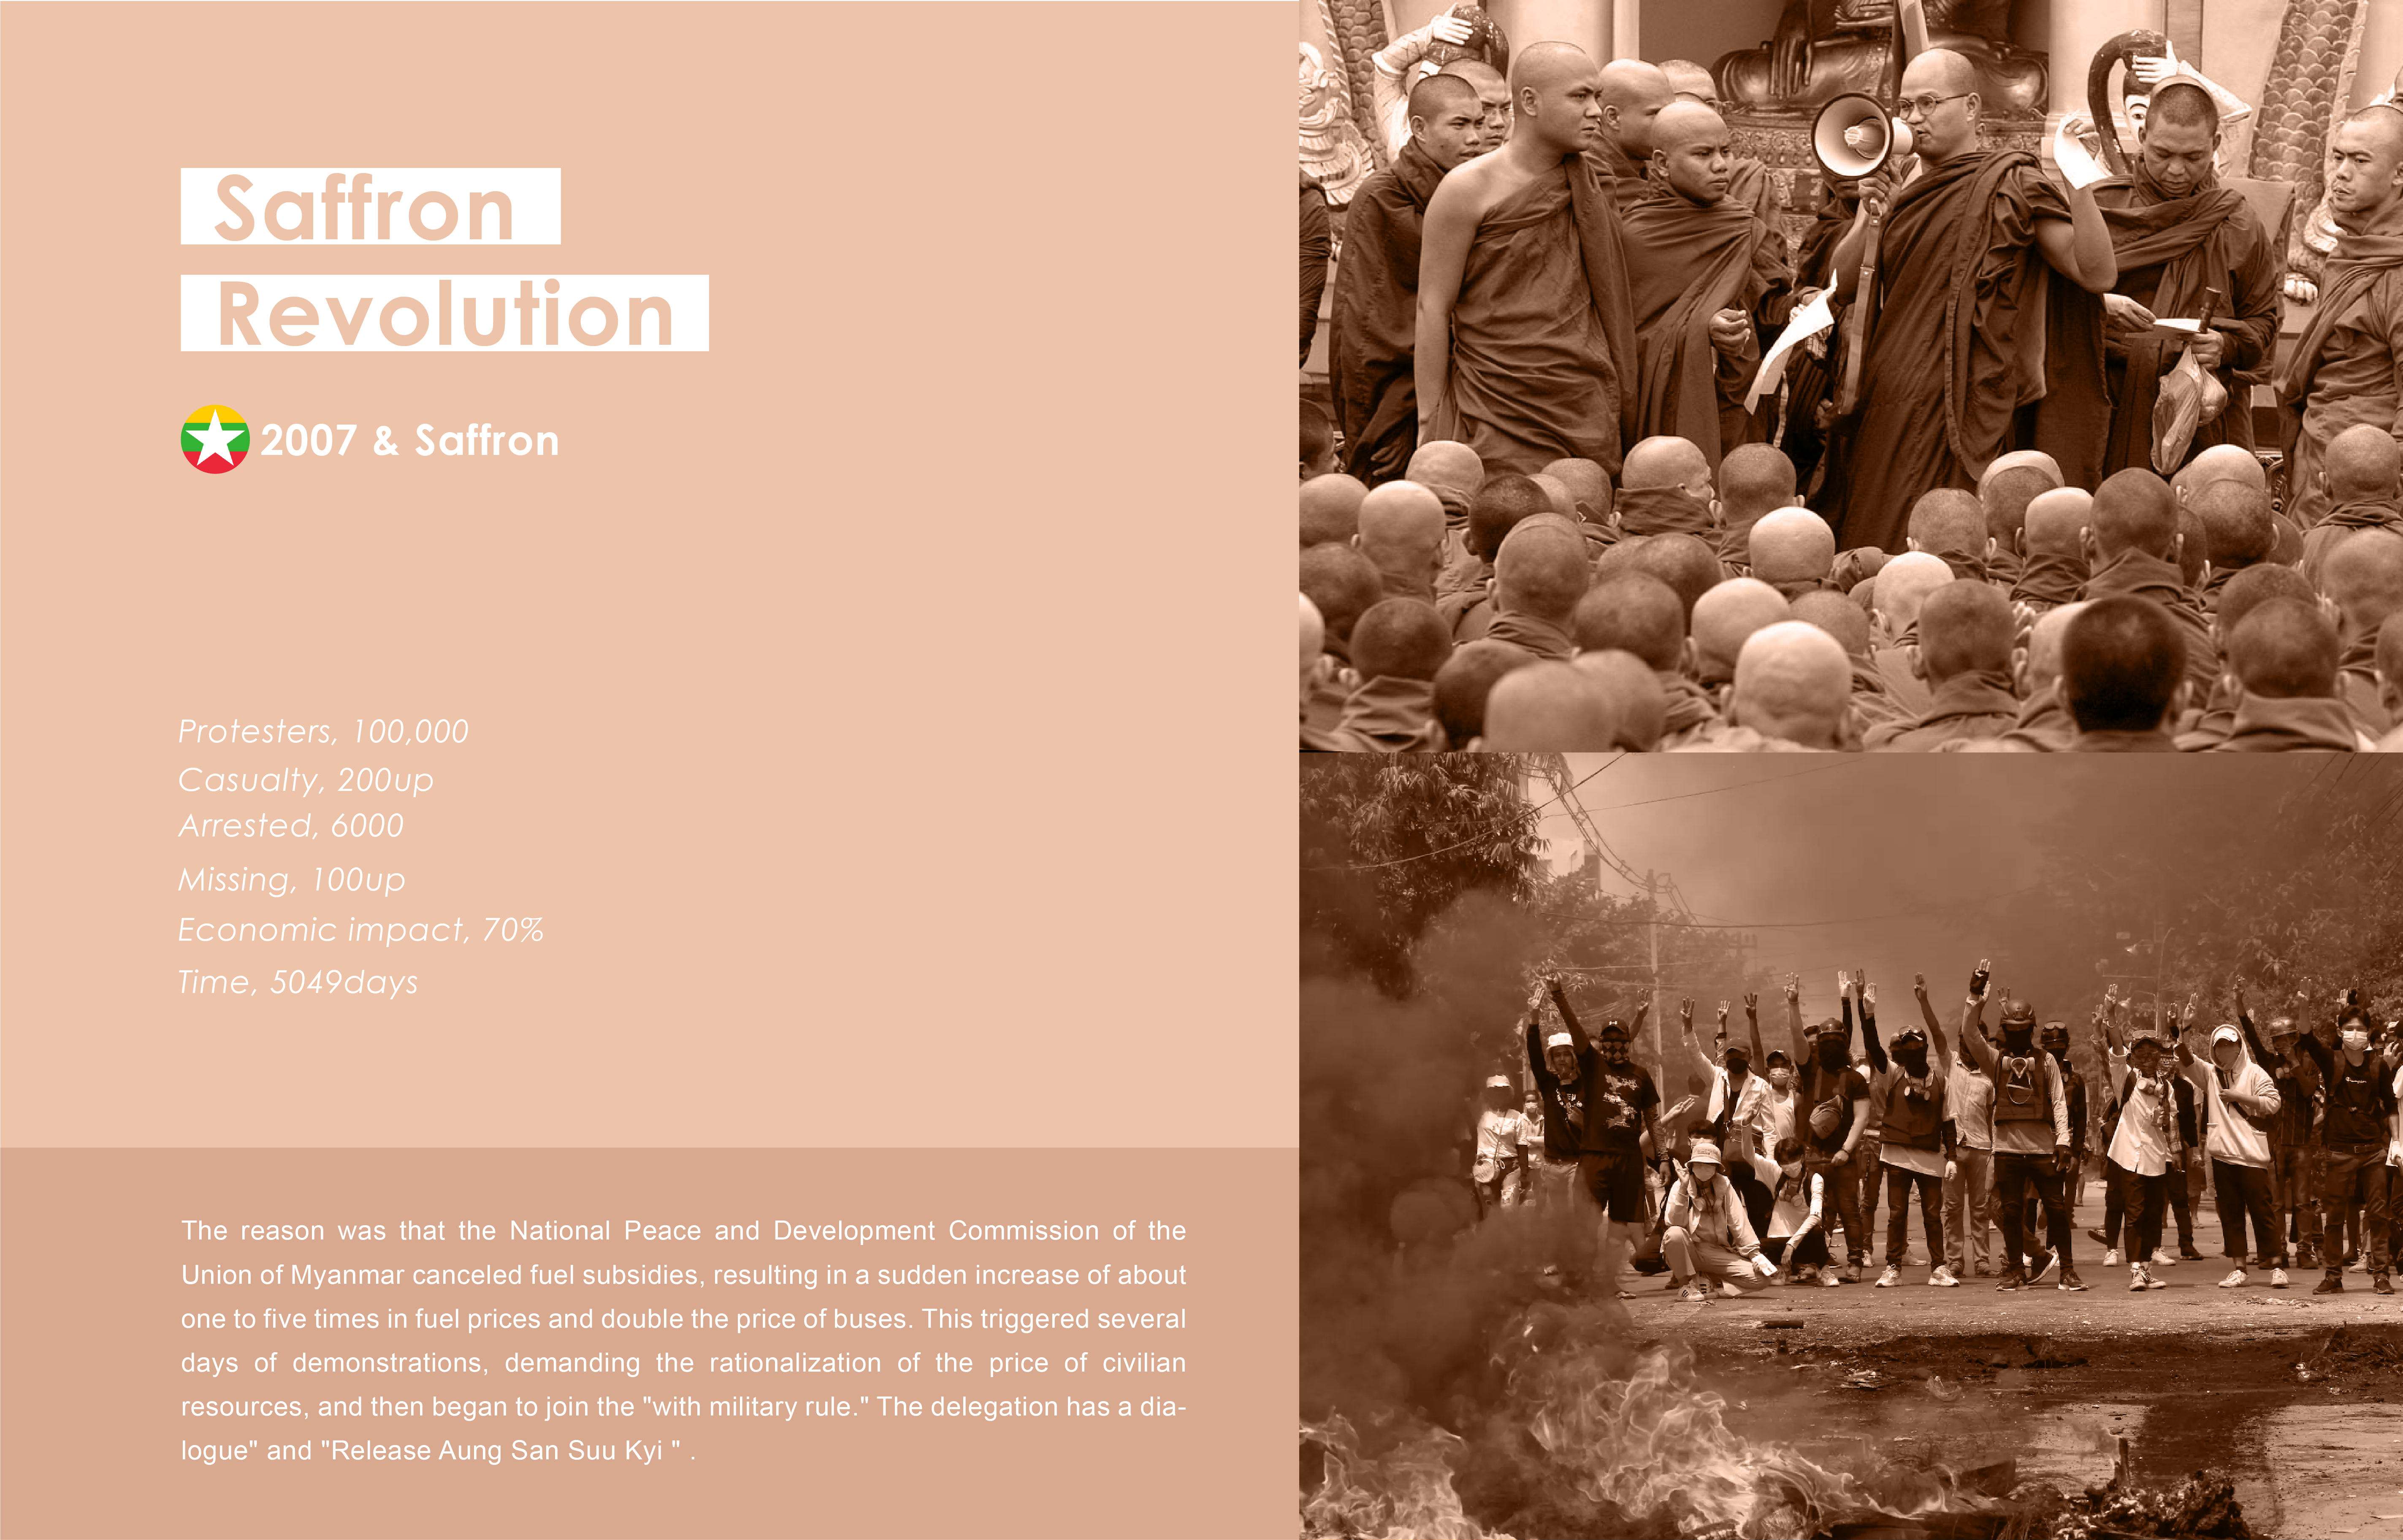 Saffron
Revolution
2007 & Saffron
Protesters, 100,000
Casualty, 200up
Arrested, 6000
Missing, 100up
Economic impact, 70%
Time, 5049days
The reason was that the National Peace and Development Commission of the
Union of Myanmar canceled fuel subsidies, resulting in a sudden increase of about
one to five times in fuel prices and double the price of buses. This triggered several
days of demonstrations, demanding the rationalization of the price of civilian
resources, and then began to join the "with military rule." The delegation has a dia-
logue" and "Release Aung San Suu Kyi " .